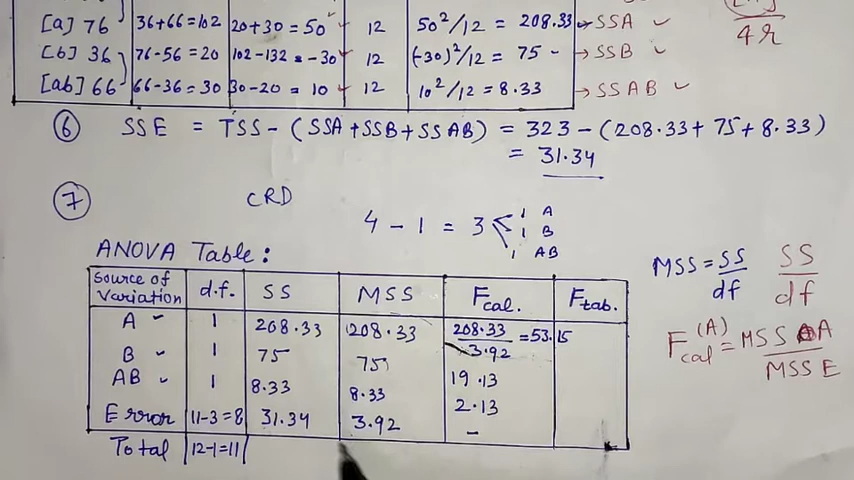 [a] 76 36+66=102 20+30=50 12 50²/12 = 208.33 → SSA ✓
4r
[b] 36 76-56=20 102-132=-30 12 (-30)²/12 = 75 → SSB ✓
[ab] 66 66-36=30 30-20=10 12 10²/12 = 8.33 → SSAB ✓
⑥ SSE = TSS-(SSA+SSB+SSAB) = 323-(208.33+75+8.33)
= 31.34
⑦ CRD
4-1 = 3 1 A
1 B
1 AB
ANOVA Table:
Source of Variation d.f. SS MSS Fcal. Ftab.
A 1 208.33 208.33 208.33/3.92 = 53.15
B 1 75 75 19.13
AB 1 8.33 8.33 2.13
Error 11-3=8 31.34 3.92 -
Total 12-1=11
MSS = SS/df SS/df
Fcal (A) = MSSA/MSSE